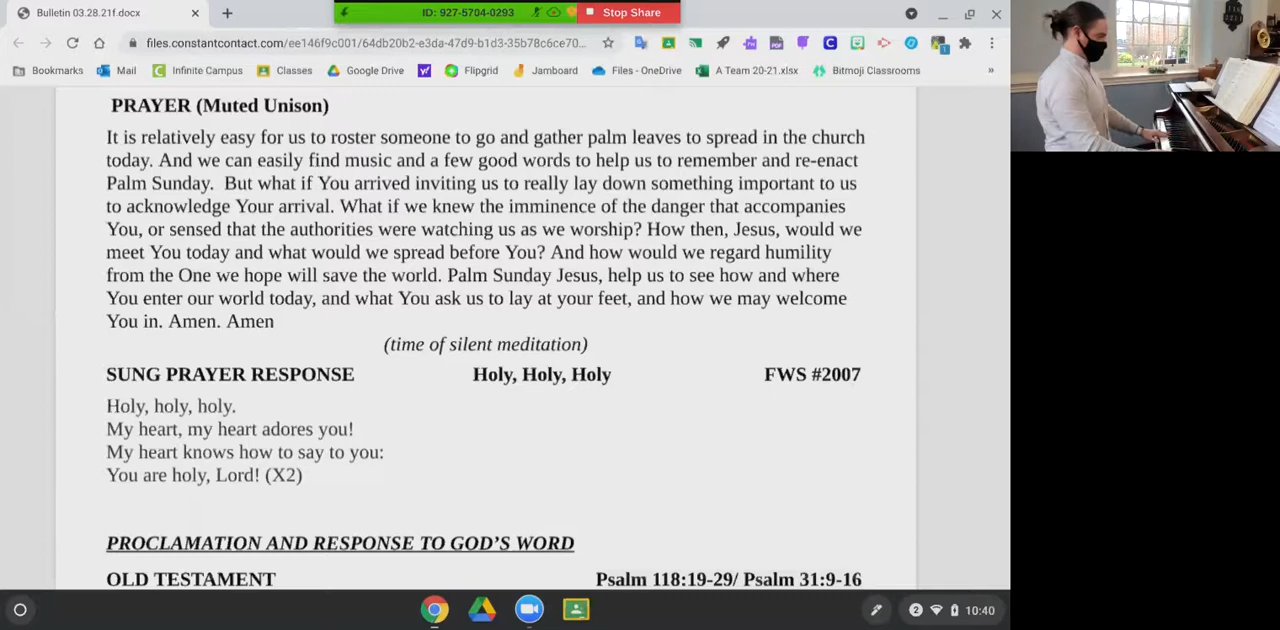 Bulletin 03.28.21f.docx
ID: 927-5704-0293
Stop Share
files.constantcontact.com/ee146f9c001/64db20b2-e3da-47d9-b1d3-35b78c6ce70...
Bookmarks Mail Infinite Campus Classes Google Drive Flipgrid Jamboard Files - OneDrive A Team 20-21.xlsx Bitmoji Classrooms »
PRAYER (Muted Unison)
It is relatively easy for us to roster someone to go and gather palm leaves to spread in the church
today. And we can easily find music and a few good words to help us to remember and re-enact
Palm Sunday. But what if You arrived inviting us to really lay down something important to us
to acknowledge Your arrival. What if we knew the imminence of the danger that accompanies
You, or sensed that the authorities were watching us as we worship? How then, Jesus, would we
meet You today and what would we spread before You? And how would we regard humility
from the One we hope will save the world. Palm Sunday Jesus, help us to see how and where
You enter our world today, and what You ask us to lay at your feet, and how we may welcome
You in. Amen. Amen
(time of silent meditation)
SUNG PRAYER RESPONSE Holy, Holy, Holy FWS #2007
Holy, holy, holy.
My heart, my heart adores you!
My heart knows how to say to you:
You are holy, Lord! (X2)
PROCLAMATION AND RESPONSE TO GOD'S WORD
OLD TESTAMENT Psalm 118:19-29/ Psalm 31:9-16
2 10:40